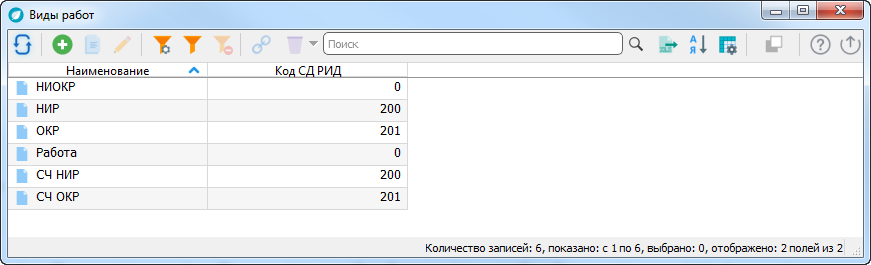 Виды работ
Поиск
А
Я
Наименование Код СД РИД
НИОКР 0
НИР 200
ОКР 201
Работа 0
СЧ НИР 200
СЧ ОКР 201
Количество записей: 6, показано: с 1 по 6, выбрано: 0, отображено: 2 полей из 2